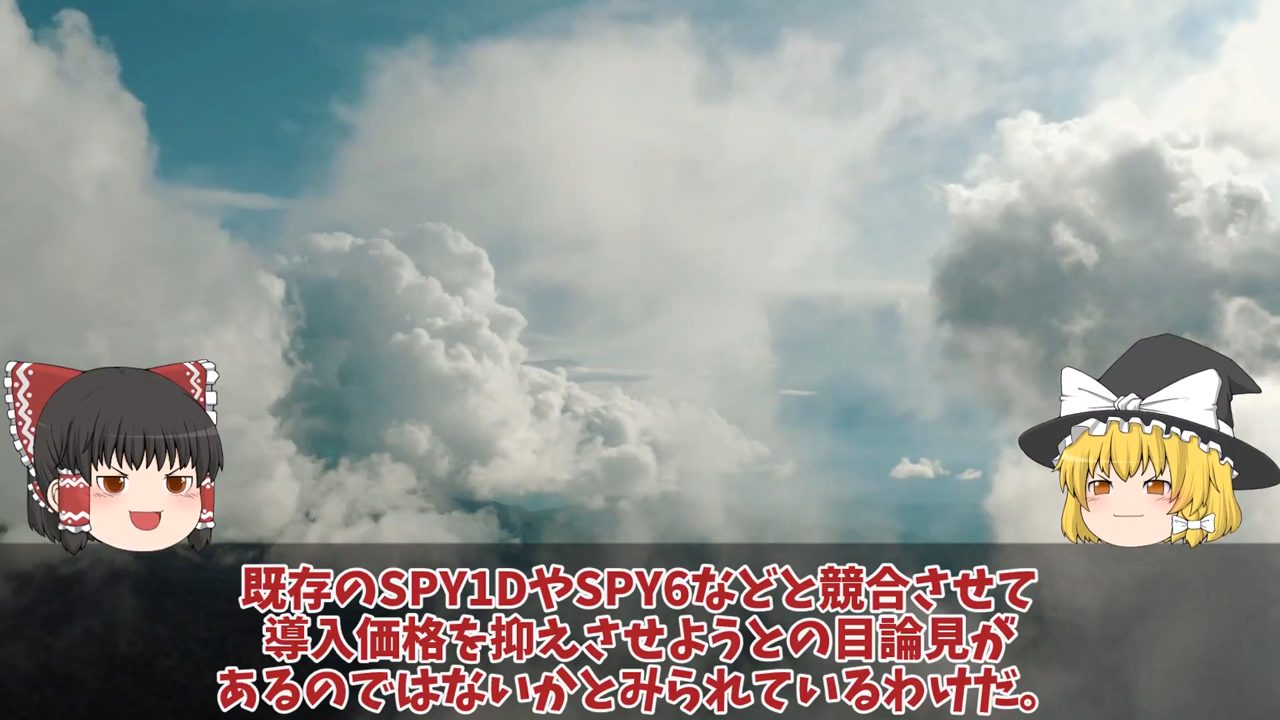 既存のSPY1DやSPY6などと競合させて
導入価格を抑えさせようとの目論見が
あるのではないかとみられているわけだ。